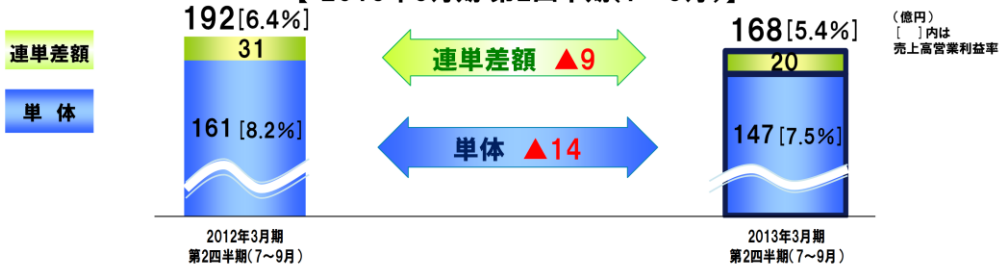 192[6.4%]
168[5.4%]
(億円)
[ ]内は
売上高営業利益率
連単差額
31
連単差額 ▲9
20
単 体
161[8.2%]
単体 ▲14
147[7.5%]
2012年3月期
第2四半期(7~9月)
2013年3月期
第2四半期(7~9月)